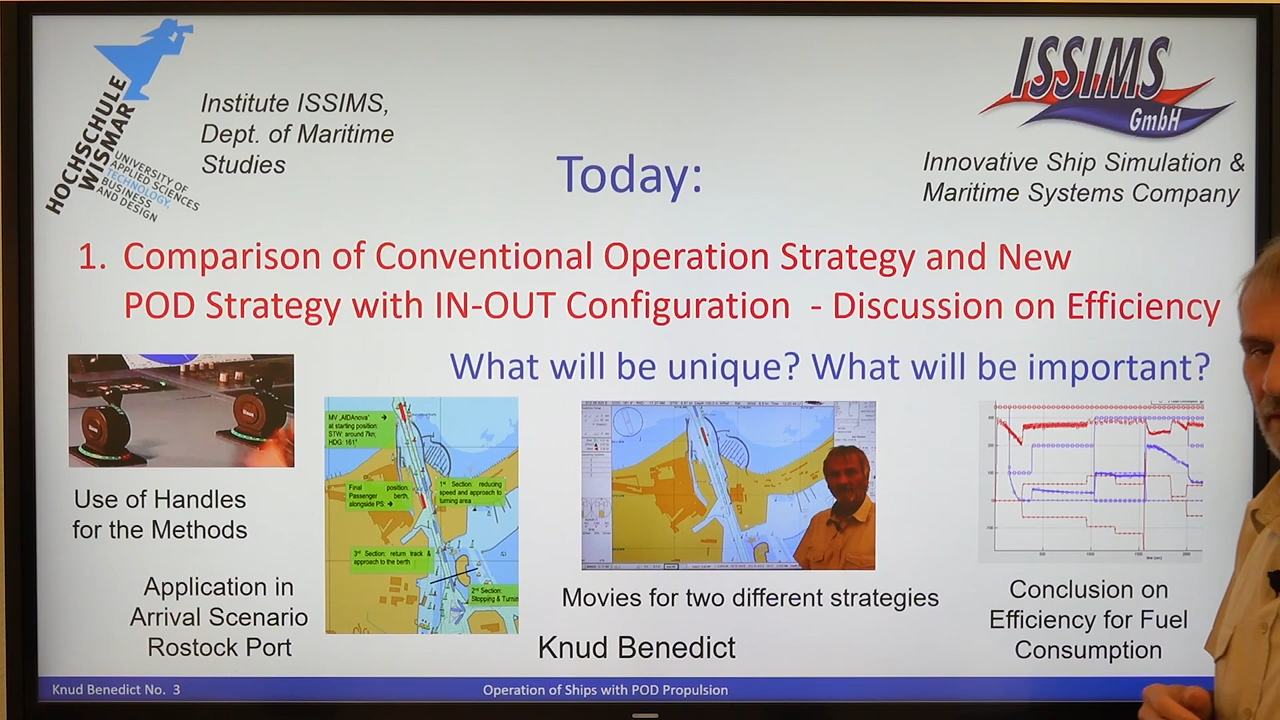 HOCHSCHULE
WISMAR
UNIVERSITY OF
APPLIED SCIENCES
TECHNOLOGY,
BUSINESS
AND DESIGN
Institute ISSIMS,
Dept. of Maritime
Studies
ISSIMS
GmbH
Innovative Ship Simulation &
Maritime Systems Company
Today:
1. Comparison of Conventional Operation Strategy and New
POD Strategy with IN-OUT Configuration - Discussion on Efficiency
What will be unique? What will be important?
Use of Handles
for the Methods
Application in
Arrival Scenario
Rostock Port
MV „AIDAnova"
at starting position
STW: around 7kn;
HDG: 161°
Final position:
Passenger berth,
alongside PS:
1st Section: reducing
speed and approach to
turning area
3rd Section: return track &
approach to the berth
2nd Section:
Stopping & Turnin
Movies for two different strategies
Conclusion on
Efficiency for Fuel
Consumption
Knud Benedict
Knud Benedict No. 3
Operation of Ships with POD Propulsion